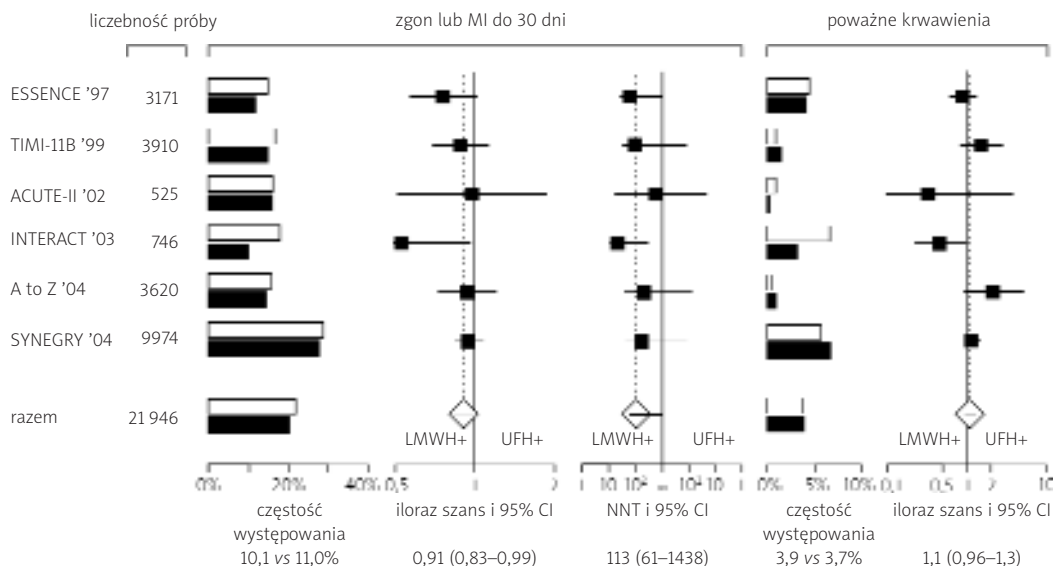 liczebność próby zgon lub MI do 30 dni poważne krwawienia
ESSENCE '97 3171
TIMI-11B '99 3910
ACUTE-II '02 525
INTERACT '03 746
A to Z '04 3620
SYNEGRY '04 9974
razem 21 946
LMWH+ UFH+ LMWH+ UFH+ LMWH+ UFH+
0% 20% 40% 0,5 1 2 0% 5% 10% 0,1 0,5 1 2 10
częstość iloraz szans i 95% CI NNT i 95% CI częstość iloraz szans i 95% CI
występowania występowania
10,1 vs 11,0% 0,91 (0,83–0,99) 113 (61–1438) 3,9 vs 3,7% 1,1 (0,96–1,3)